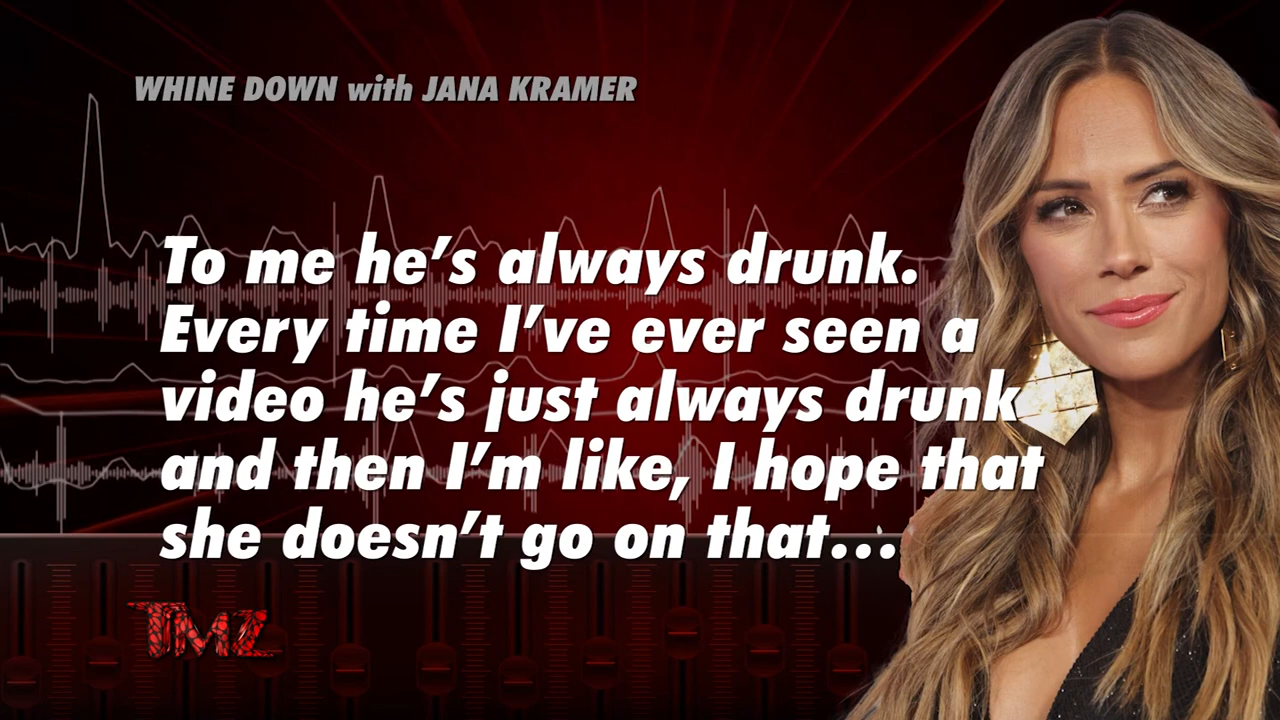 WHINE DOWN with JANA KRAMER
To me he's always drunk.
Every time I've ever seen a
video he's just always drunk
and then I'm like, I hope that
she doesn't go on that...
TMZ